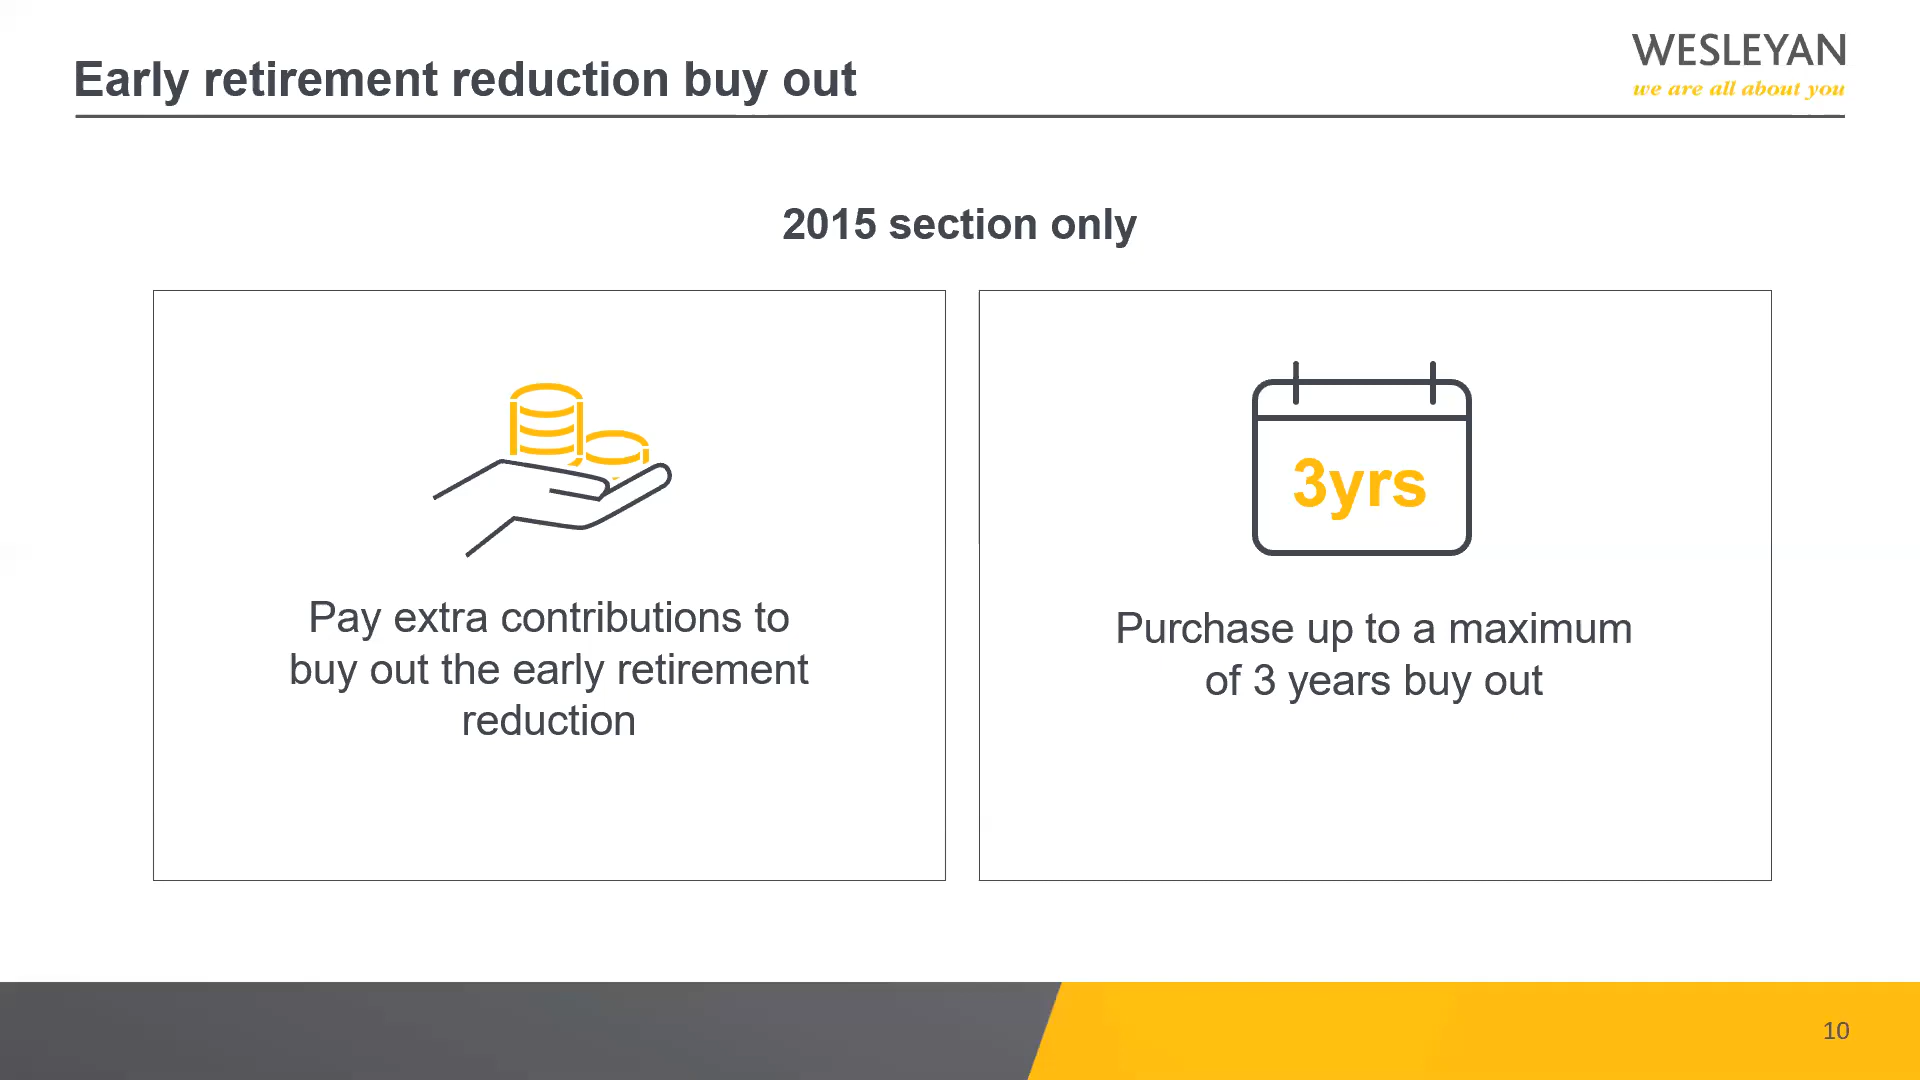 Early retirement reduction buy out
WESLEYAN
we are all about you
2015 section only
3yrs
Pay extra contributions to
buy out the early retirement
reduction
Purchase up to a maximum
of 3 years buy out
10